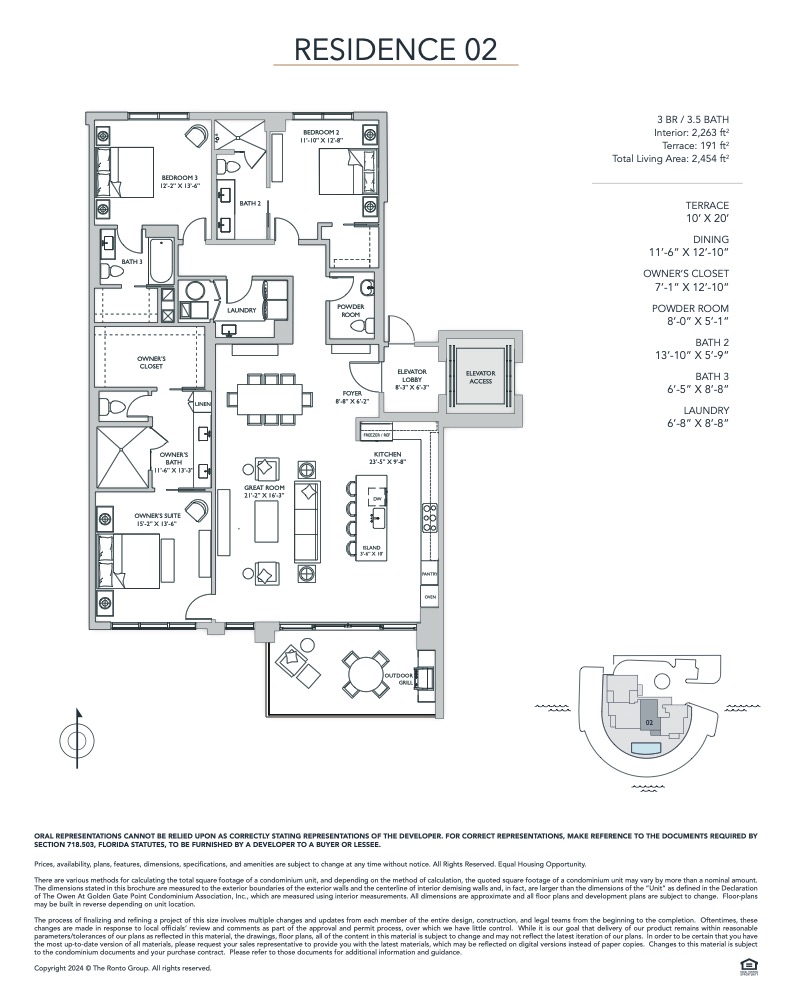 RESIDENCE 02
3 BR / 3.5 BATH
Interior: 2,263 ft²
Terrace: 191 ft²
Total Living Area: 2,454 ft²
TERRACE
10' X 20'
DINING
11'-6" X 12'-10"
OWNER'S CLOSET
7'-1" X 12'-10"
POWDER ROOM
8'-0" X 5'-1"
BATH 2
13'-10" X 5'-9"
BATH 3
6'-5" X 8'-8"
LAUNDRY
6'-8" X 8'-8"
BEDROOM 2
11'-10" X 12'-8"
BEDROOM 3
12'-2" X 13'-6"
BATH 2
BATH 3
LAUNDRY
POWDER
ROOM
OWNER'S
CLOSET
ELEVATOR
LOBBY
8'-3" X 6'-3"
ELEVATOR
ACCESS
FOYER
8'-8" X 6'-2"
LINEN
FREEZER / REF
KITCHEN
23'-5" X 9'-8"
OWNER'S
BATH
11'-6" X 13'-3"
GREAT ROOM
21'-2" X 16'-3"
DW
OWNER'S SUITE
15'-2" X 13'-6"
ISLAND
3'-6" X 10'
PANTRY
OVEN
OUTDOOR
GRILL
02
ORAL REPRESENTATIONS CANNOT BE RELIED UPON AS CORRECTLY STATING REPRESENTATIONS OF THE DEVELOPER. FOR CORRECT REPRESENTATIONS, MAKE REFERENCE TO THE DOCUMENTS REQUIRED BY
SECTION 718.503, FLORIDA STATUTES, TO BE FURNISHED BY A DEVELOPER TO A BUYER OR LESSEE.
Prices, availability, plans, features, dimensions, specifications, and amenities are subject to change at any time without notice. All Rights Reserved. Equal Housing Opportunity.
There are various methods for calculating the total square footage of a condominium unit, and depending on the method of calculation, the quoted square footage of a condominium unit may vary by more than a nominal amount.
The dimensions stated in this brochure are measured to the exterior boundaries of the exterior walls and the centerline of interior demising walls and, in fact, are larger than the dimensions of the "Unit" as defined in the Declaration
of The Owen At Golden Gate Point Condominium Association, Inc., which are measured using interior measurements. All dimensions are approximate and all floor plans and development plans are subject to change. Floor-plans
may be built in reverse depending on unit location.
The process of finalizing and refining a project of this size involves multiple changes and updates from each member of the entire design, construction, and legal teams from the beginning to the completion. Oftentimes, these
changes are made in response to local officials' review and comments as part of the approval and permit process, over which we have little control. While it is our goal that delivery of our product remains within reasonable
parameters/tolerances of our plans as reflected in this material, the drawings, floor plans, all of the content in this material is subject to change and may not reflect the latest iteration of our plans. In order to be certain that you have
the most up-to-date version of all materials, please request your sales representative to provide you with the latest materials, which may be reflected on digital versions instead of paper copies. Changes to this material is subject
to condominium documents and your purchase contract. Please refer to those documents for additional information and guidance.
Copyright 2024 © The Ronto Group. All rights reserved.